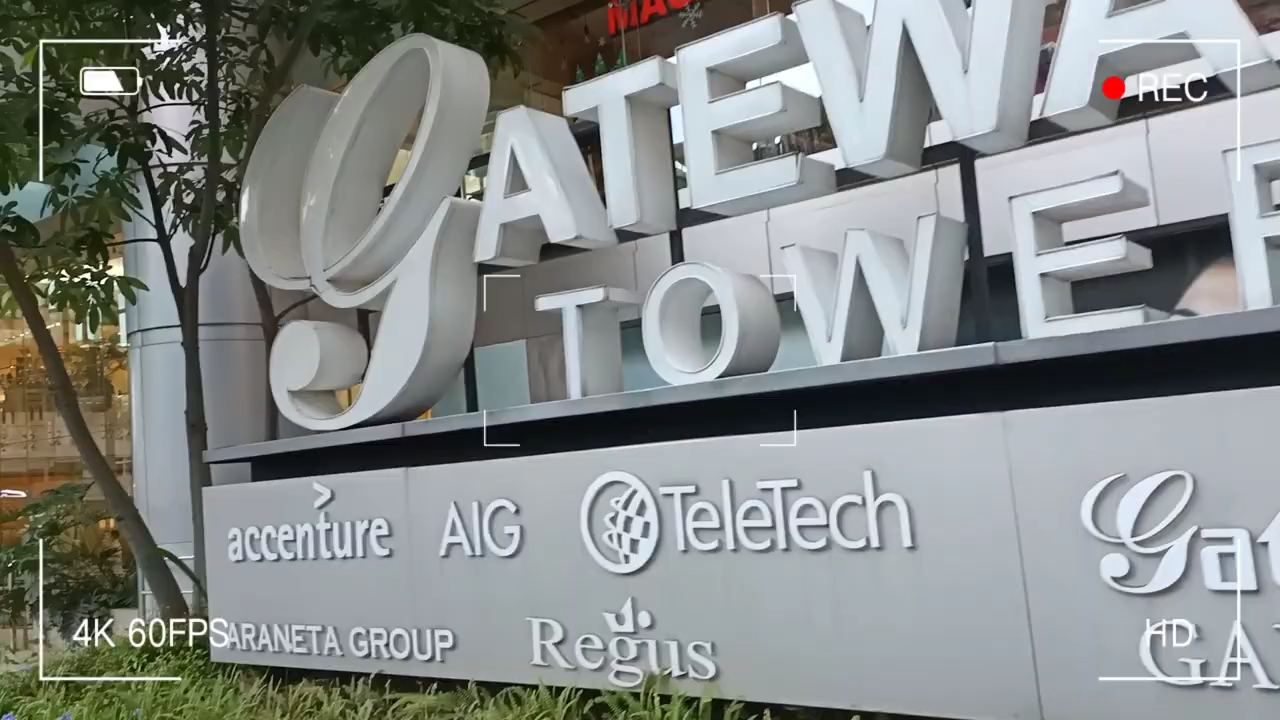 REC
GATEWA
TOWE
accenture AIG TeleTech
ARANETA GROUP Regus
4K 60FPS
HD